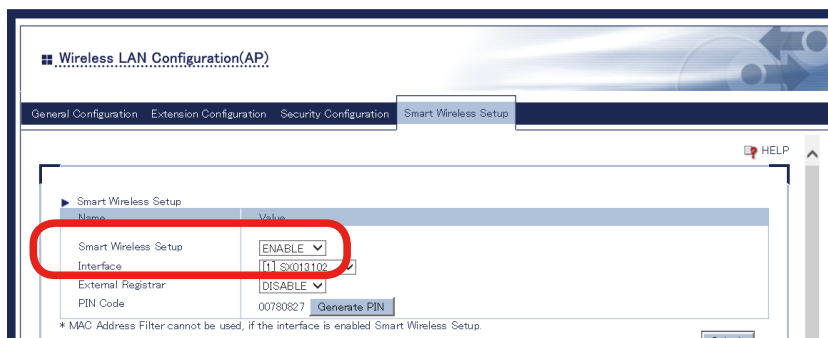 Wireless LAN Configuration(AP)
General Configuration Extension Configuration Security Configuration Smart Wireless Setup
HELP
Smart Wireless Setup
Name Value
Smart Wireless Setup ENABLE
Interface [1] SX013102
External Registrar DISABLE
PIN Code 00780827 Generate PIN
* MAC Address Filter cannot be used, if the interface is enabled Smart Wireless Setup.